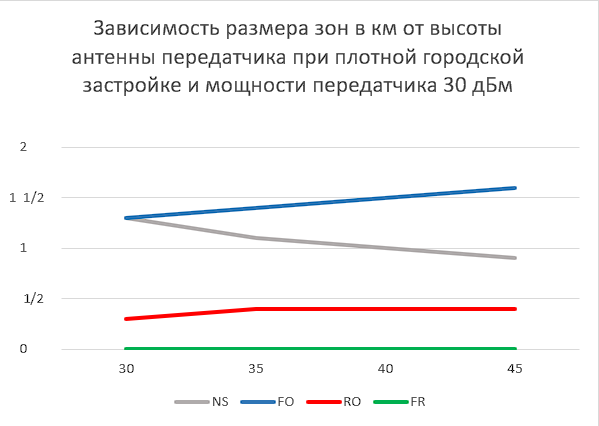 Зависимость размера зон в км от высоты
антенны передатчика при плотной городской
застройке и мощности передатчика 30 дБм
2
1 1/2
1
1/2
0
30 35 40 45
NS FO RO FR